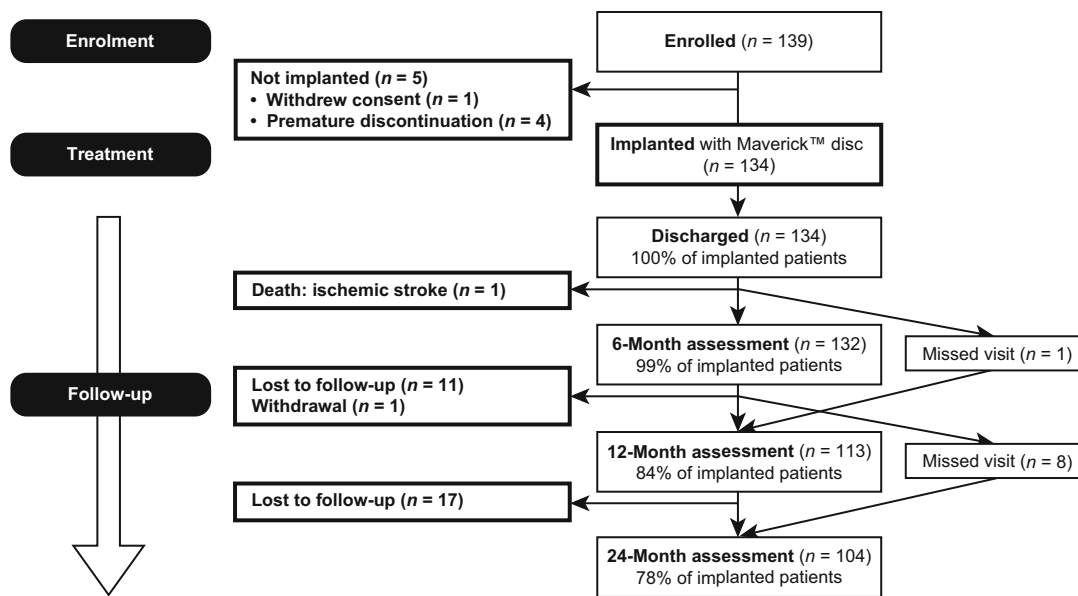 Enrolment
Enrolled (n = 139)
Not implanted (n = 5)
• Withdrew consent (n = 1)
• Premature discontinuation (n = 4)
Treatment
Implanted with Maverick™ disc
(n = 134)
Discharged (n = 134)
100% of implanted patients
Death: ischemic stroke (n = 1)
6-Month assessment (n = 132)
99% of implanted patients
Missed visit (n = 1)
Follow-up
Lost to follow-up (n = 11)
Withdrawal (n = 1)
12-Month assessment (n = 113)
84% of implanted patients
Missed visit (n = 8)
Lost to follow-up (n = 17)
24-Month assessment (n = 104)
78% of implanted patients